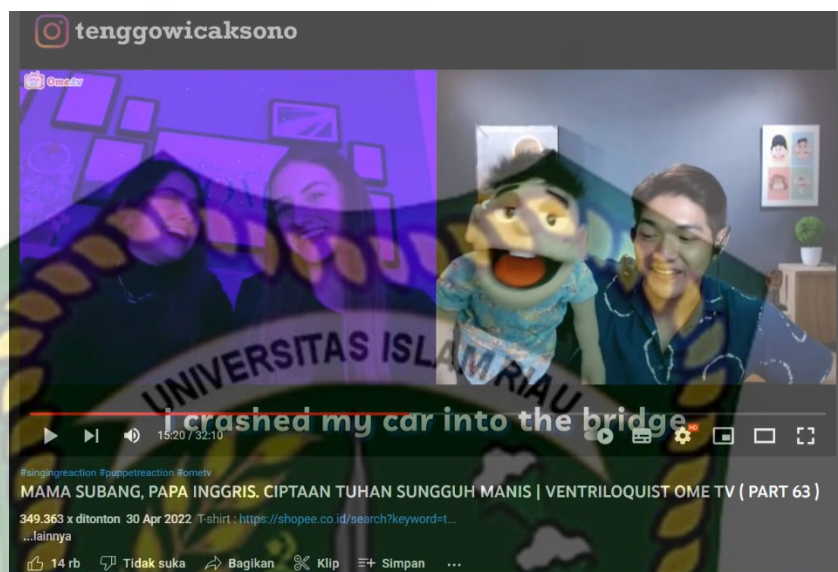 tenggowicaksono
Ome.tv
UNIVERSITAS ISLAM RIAU
I crashed my car into the bridge
15:20 / 32:10
HD
#singingreaction #puppetreaction #ometv
MAMA SUBANG, PAPA INGGRIS. CIPTAAN TUHAN SUNGGUH MANIS | VENTRILOQUIST OME TV ( PART 63 )
349.363 x ditonton 30 Apr 2022 T-shirt : https://shopee.co.id/search?keyword=t...
...lainnya
14 rb Tidak suka Bagikan Klip Simpan ...